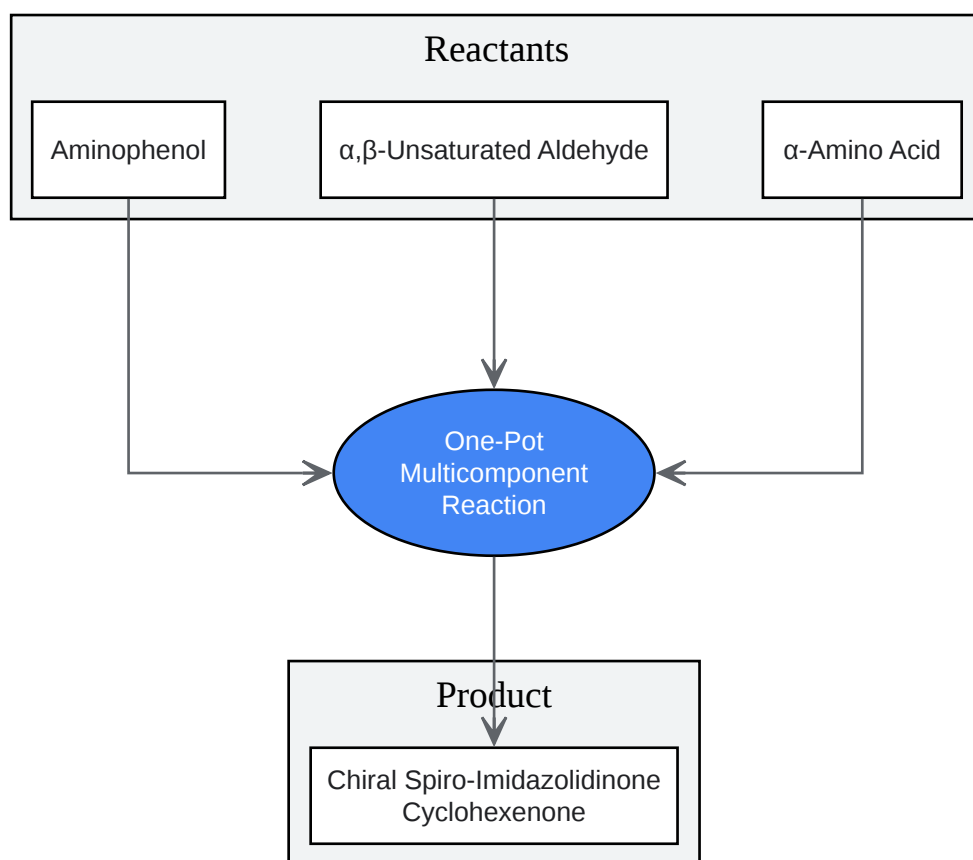 Reactants
Aminophenol
α,β-Unsaturated Aldehyde
α-Amino Acid
One-Pot
Multicomponent
Reaction
Product
Chiral Spiro-Imidazolidinone
Cyclohexenone